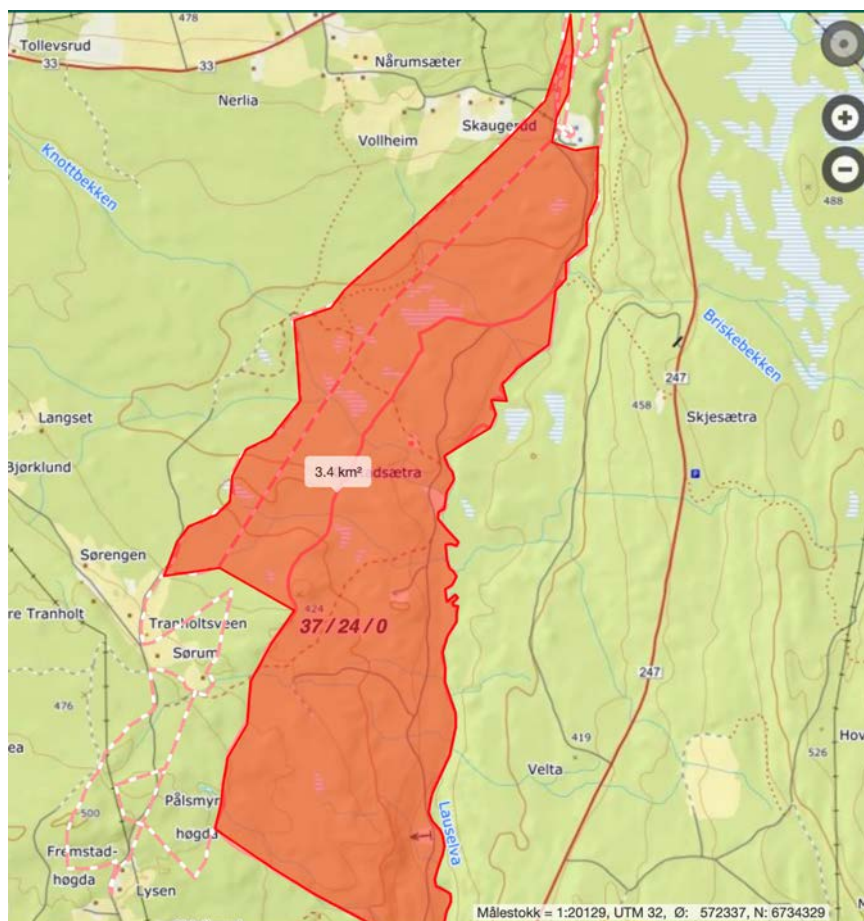 487
Tollevsrud
33
33
Nårumsæter
Nerlia
Vollheim
Skaugerud
Knottbekken
488
Briskebekken
247
Langset
458
Skjesætra
Bjørklund
3.4 km²
adsætra
Sørengen
re Tranholt
424
Tranholtsveen
37 / 24 / 0
Sørum
247
476
419
526
Hov
ea
Velta
Pålsmyr
høgda
500
Lauselva
Fremstad-
høgda
Lysen
Målestokk = 1:20129, UTM 32, Ø: 572337, N: 6734329